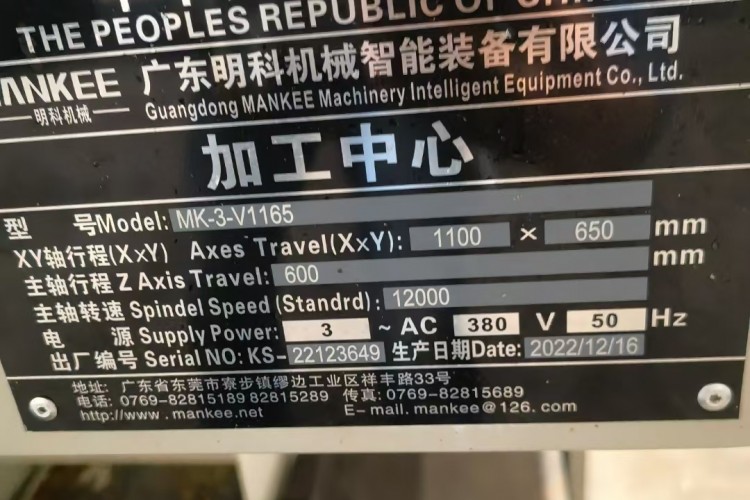 THE PEOPLES REPUBLIC OF
MANKEE 广东明科机械智能装备有限公司
明科机械 Guangdong MANKEE Machinery Intelligent Equipment Co., Ltd.
加工中心
型 号Model: MK-3-V1165
XY轴行程(X×Y) Axes Travel(X×Y): 1100 × 650 mm
主轴行程 Z Axis Travel: 600 mm
主轴转速 Spindel Speed (Standrd): 12000
电 源 Supply Power: 3 ~ AC 380 V 50 Hz
出厂编号 Serial NO: KS-22123649 生产日期Date: 2022/12/16
地址: 广东省东莞市寮步镇缪边工业区祥丰路33号
电话: 0769-82815189 82815289 传真: 0769-82815689
http://www.mankee.net E-mail.mankee@126.com